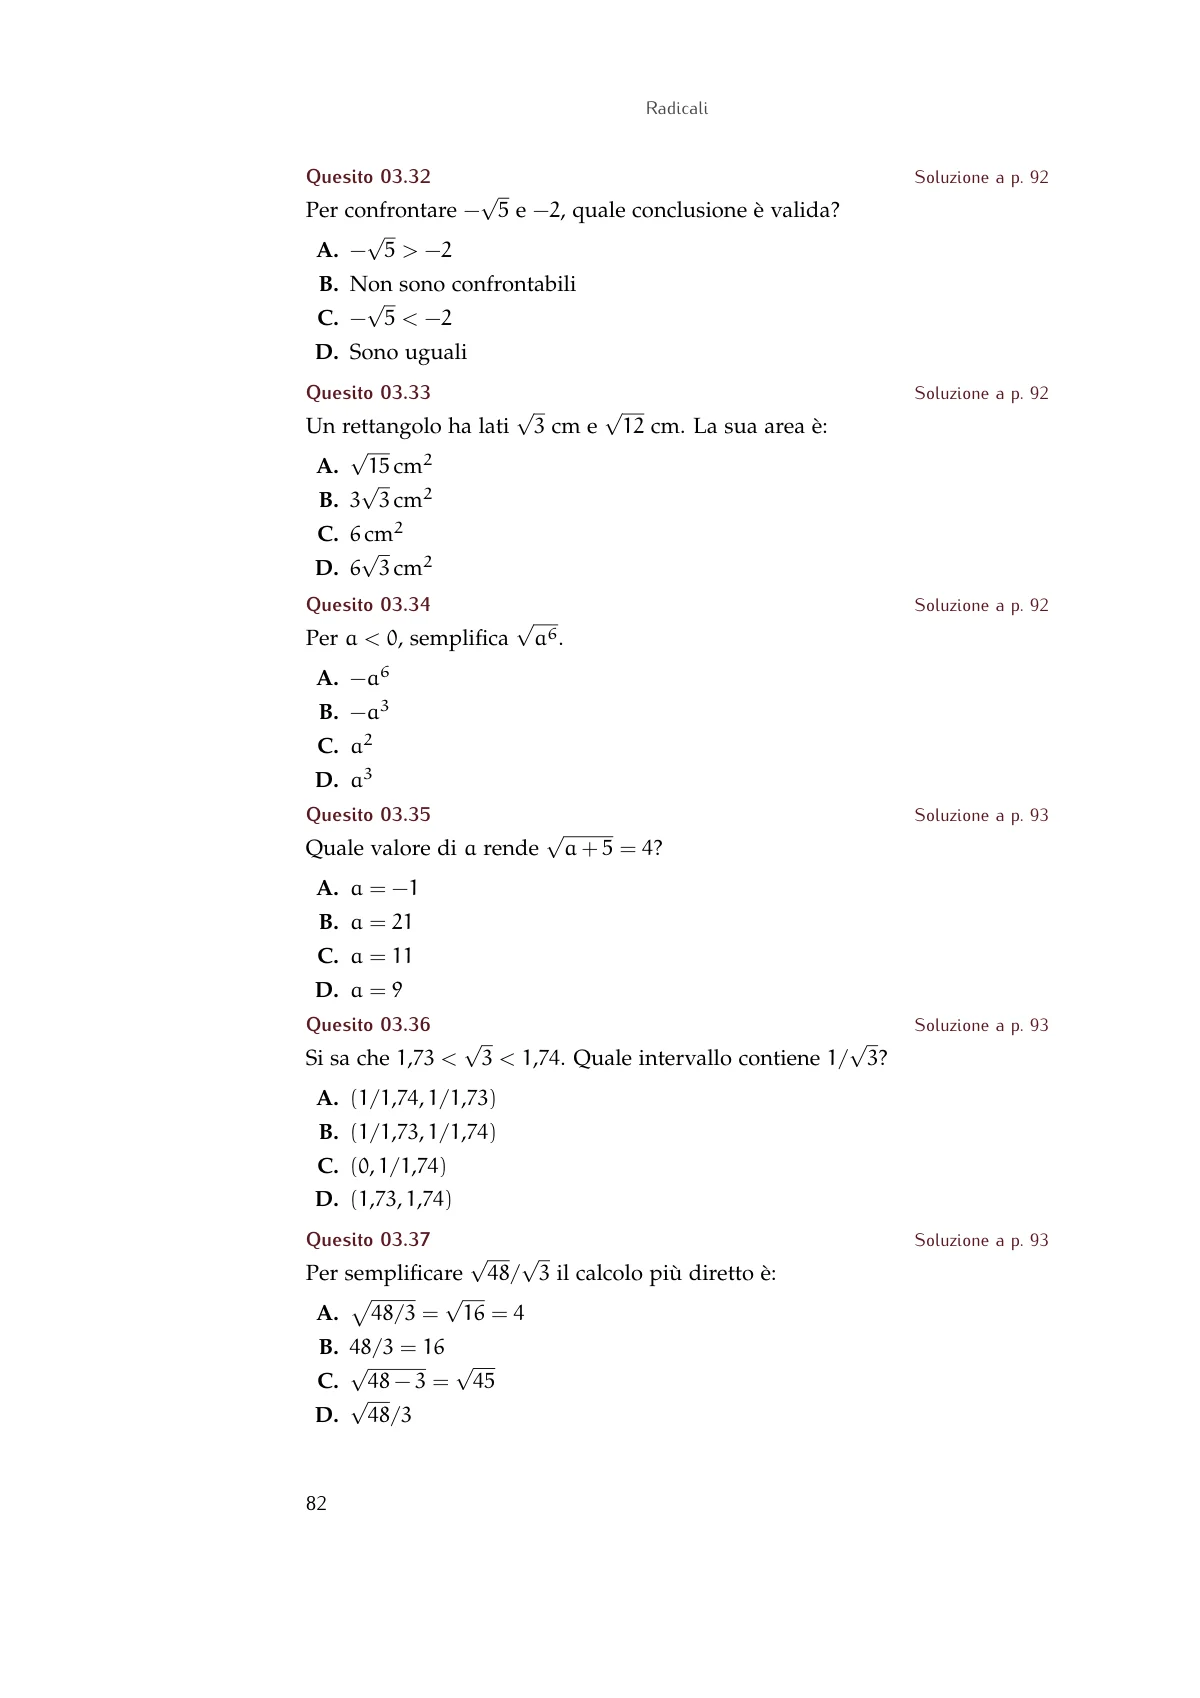 Radicali
Quesito 03.32 Soluzione a p. 92
Per confrontare −√5 e −2, quale conclusione è valida?
A. −√5 > −2
B. Non sono confrontabili
C. −√5 < −2
D. Sono uguali
Quesito 03.33 Soluzione a p. 92
Un rettangolo ha lati √3 cm e √12 cm. La sua area è:
A. √15 cm²
B. 3√3 cm²
C. 6 cm²
D. 6√3 cm²
Quesito 03.34 Soluzione a p. 92
Per a < 0, semplifica √(a⁶).
A. −a⁶
B. −a³
C. a²
D. a³
Quesito 03.35 Soluzione a p. 93
Quale valore di a rende √(a + 5) = 4?
A. a = −1
B. a = 21
C. a = 11
D. a = 9
Quesito 03.36 Soluzione a p. 93
Si sa che 1,73 < √3 < 1,74. Quale intervallo contiene 1/√3?
A. (1/1,74, 1/1,73)
B. (1/1,73, 1/1,74)
C. (0, 1/1,74)
D. (1,73, 1,74)
Quesito 03.37 Soluzione a p. 93
Per semplificare √48/√3 il calcolo più diretto è:
A. √(48/3) = √16 = 4
B. 48/3 = 16
C. √(48 − 3) = √45
D. √48/3
82